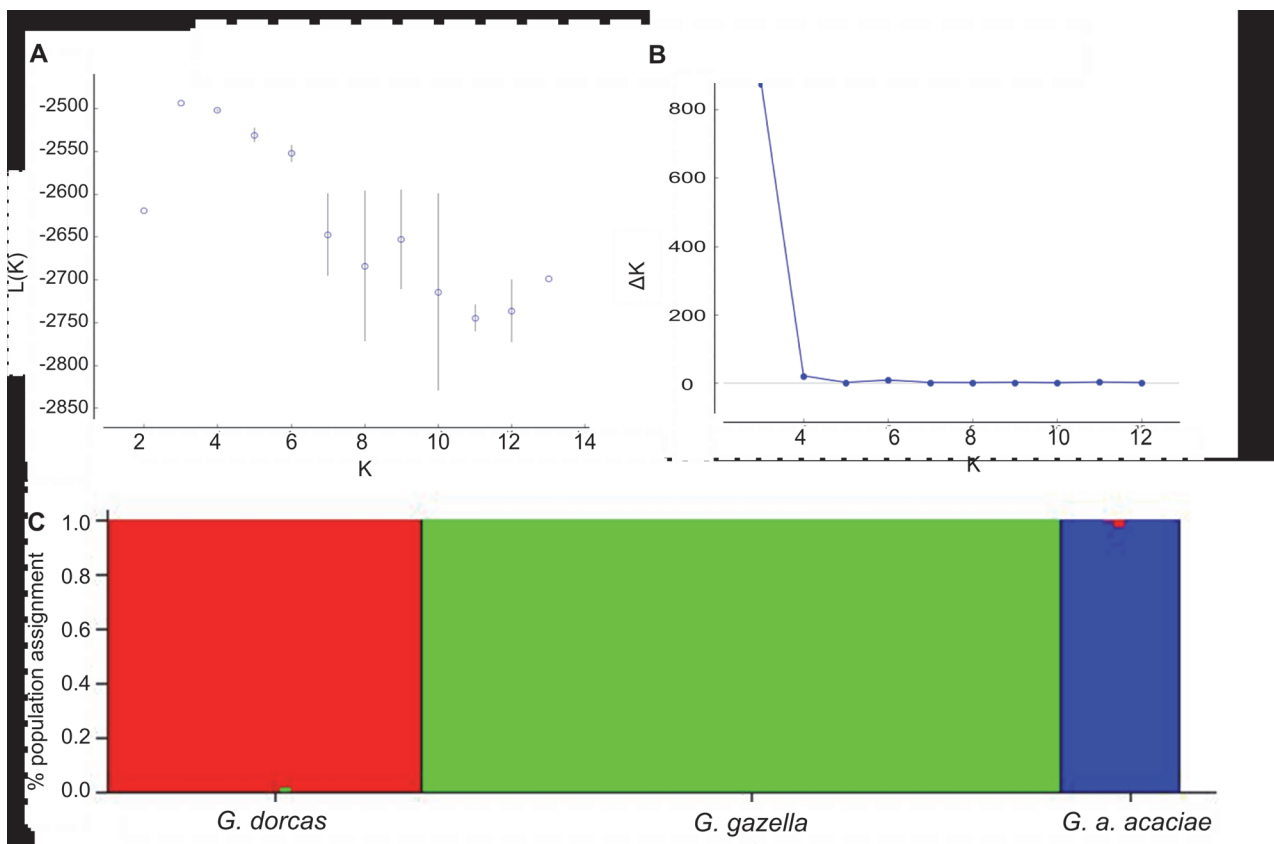 A
L(K)
-2500
-2550
-2600
-2650
-2700
-2750
-2800
-2850
2 4 6 8 10 12 14
K
B
ΔK
800
600
400
200
0
4 6 8 10 12
K
C
% population assignment
1.0
0.8
0.6
0.4
0.2
0.0
G. dorcas
G. gazella
G. a. acaciae